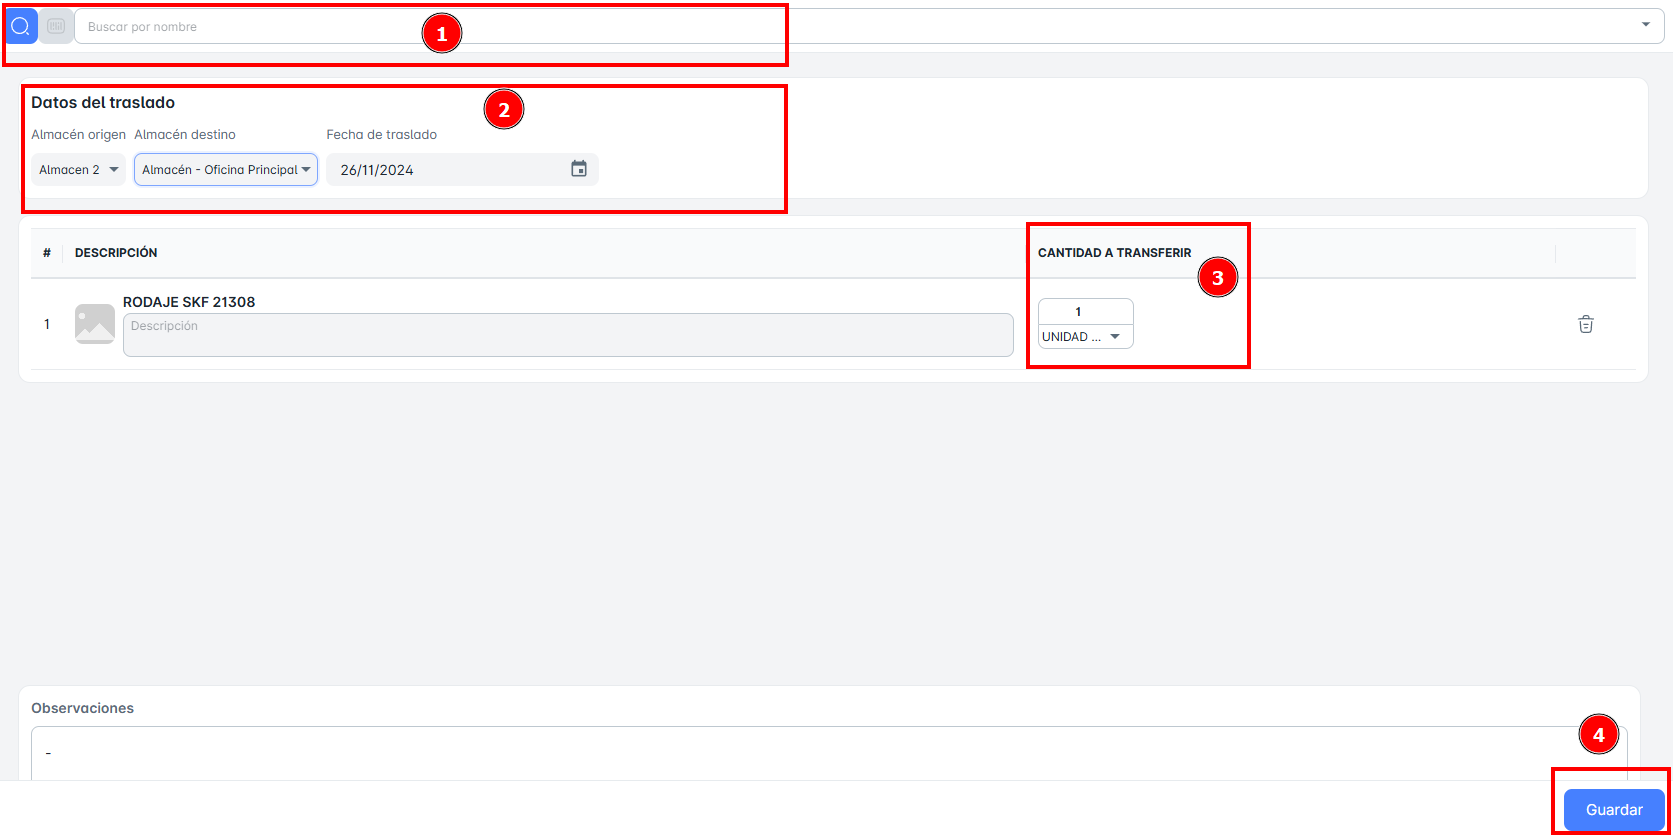 Buscar por nombre
1
Datos del traslado
2
Almacén origen Almacén destino Fecha de traslado
Almacen 2 Almacén - Oficina Principal 26/11/2024
# DESCRIPCIÓN CANTIDAD A TRANSFERIR
3
RODAJE SKF 21308
1 Descripción 1
UNIDAD ...
Observaciones
-
4
Guardar